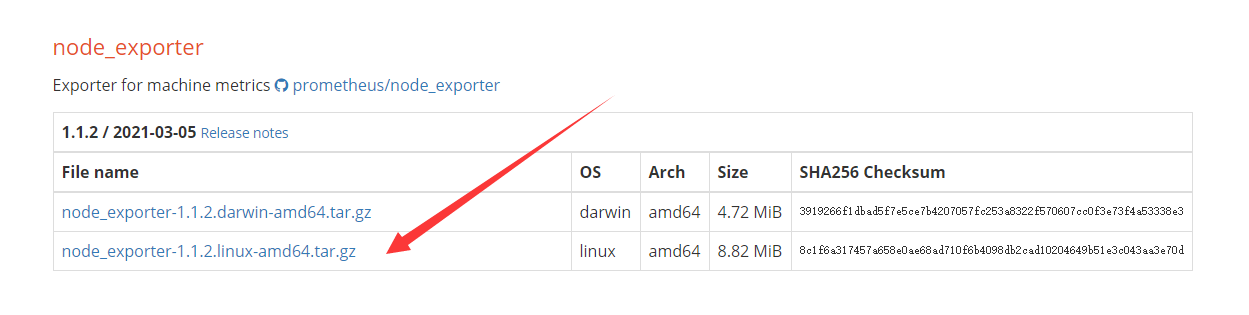 node_exporter
Exporter for machine metrics prometheus/node_exporter
1.1.2 / 2021-03-05 Release notes
File name OS Arch Size SHA256 Checksum
node_exporter-1.1.2.darwin-amd64.tar.gz darwin amd64 4.72 MiB 3919266f1dbad5f7e5ce7b4207057fc253a8322f570607cc0f3e73f4a53338e3
node_exporter-1.1.2.linux-amd64.tar.gz linux amd64 8.82 MiB 8c1f6a317457a658e0ae68ad710f6b4098db2cad10204649b51e3c043aa3e70d